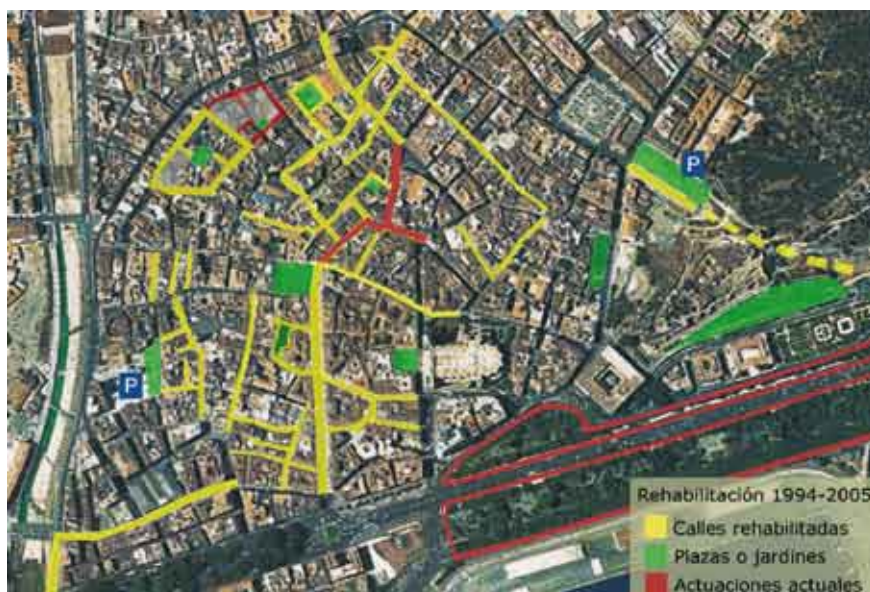 P
P
Rehabilitación 1994-2005
Calles rehabilitadas
Plazas o jardines
Actuaciones actuales